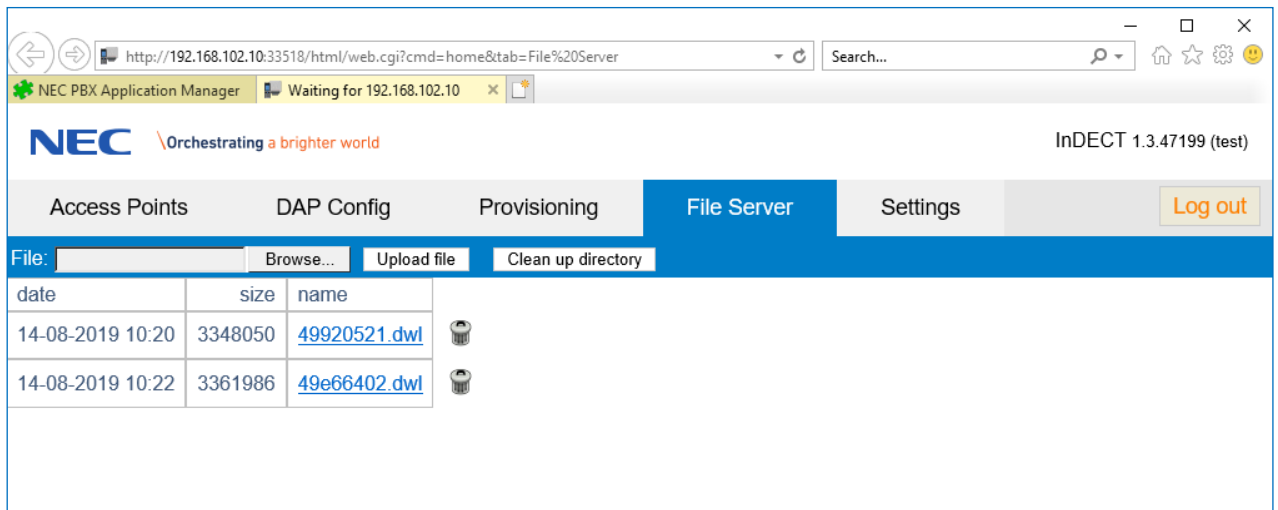 http://192.168.102.10:33518/html/web.cgi?cmd=home&tab=File%20Server Search...
NEC PBX Application Manager Waiting for 192.168.102.10
NEC \Orchestrating a brighter world InDECT 1.3.47199 (test)
Access Points DAP Config Provisioning File Server Settings Log out
File: Browse... Upload file Clean up directory
date size name
14-08-2019 10:20 3348050 49920521.dwl
14-08-2019 10:22 3361986 49e66402.dwl